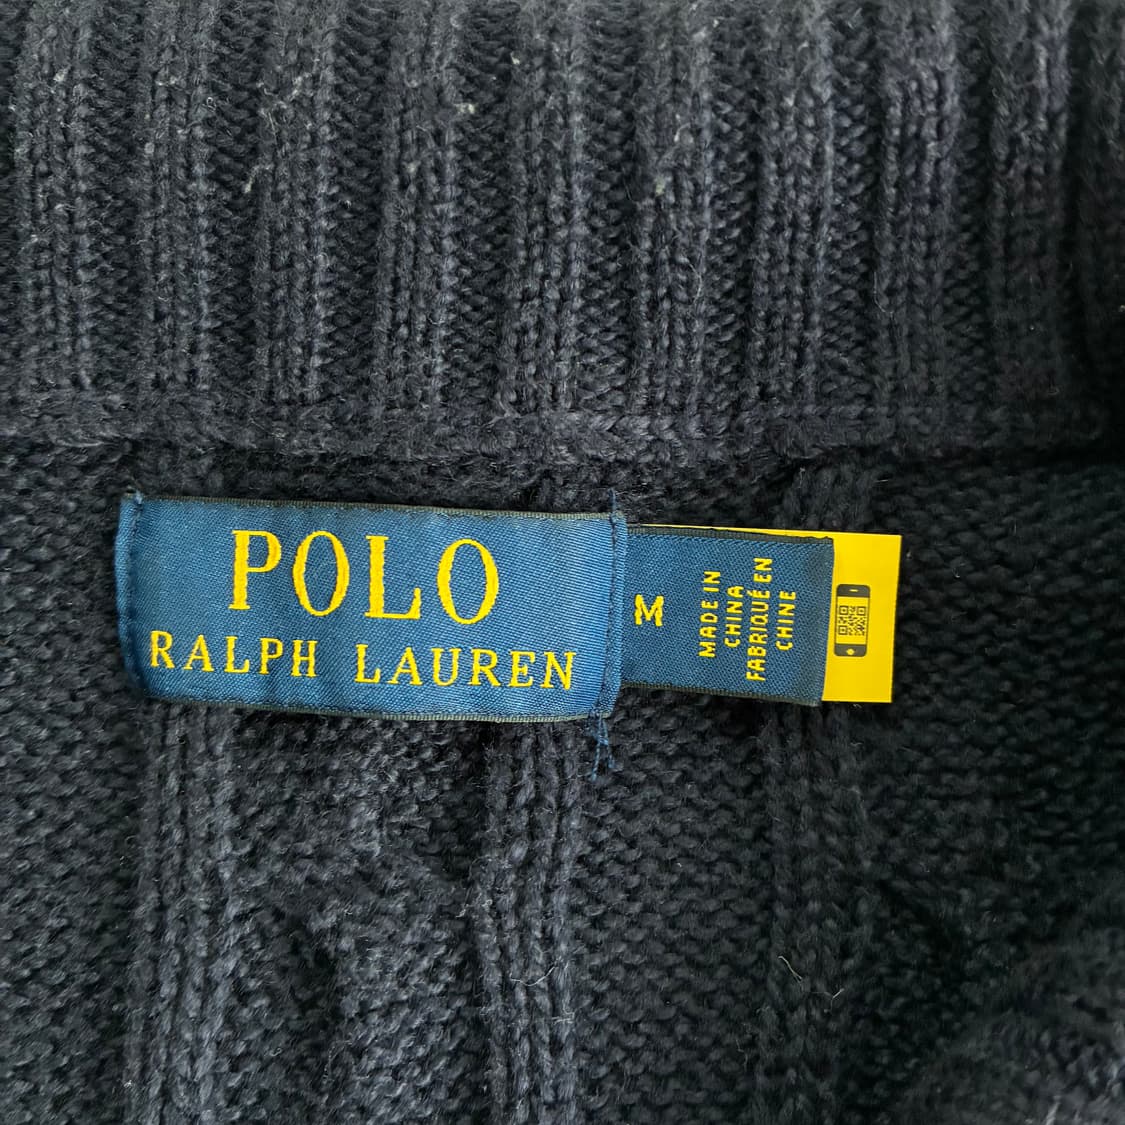 POLO
RALPH LAUREN
M
MADE IN
CHINA
FABRIQUÉ EN
CHINE